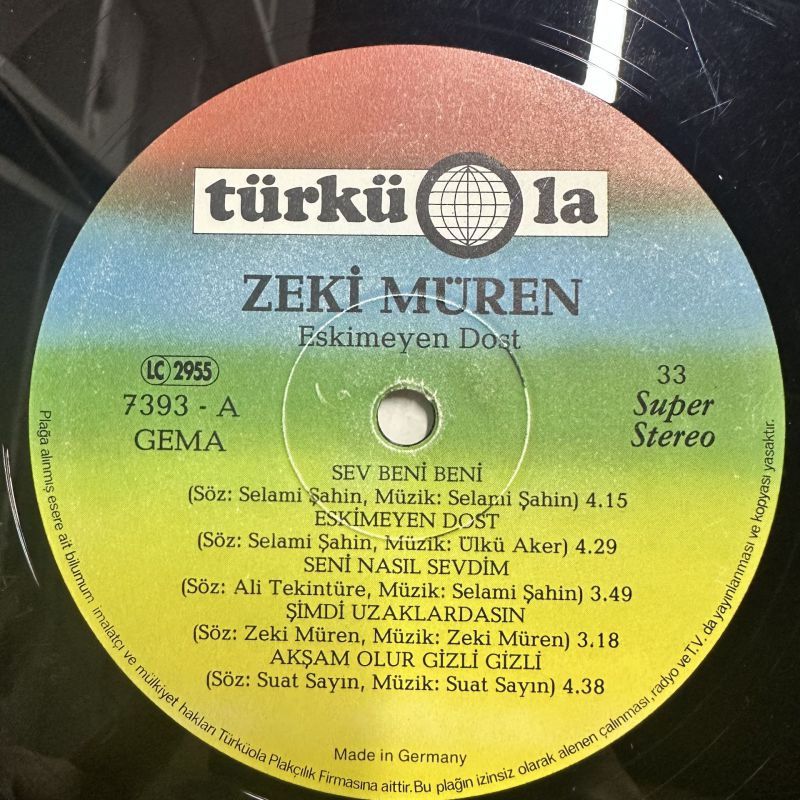 türküola
ZEKİ MÜREN
Eskimeyen Dost
LC 2955
7393 - A
GEMA
33
Super
Stereo
SEV BENİ BENİ
(Söz: Selami Şahin, Müzik: Selami Şahin) 4.15
ESKİMEYEN DOST
(Söz: Selami Şahin, Müzik: Ülkü Aker) 4.29
SENİ NASIL SEVDİM
(Söz: Ali Tekintüre, Müzik: Selami Şahin) 3.49
ŞİMDİ UZAKLARDASIN
(Söz: Zeki Müren, Müzik: Zeki Müren) 3.18
AKŞAM OLUR GİZLİ GİZLİ
(Söz: Suat Sayın, Müzik: Suat Sayın) 4.38
Made in Germany
Plağa alınmış esere ait bilumum imalatçı ve mülkiyet hakları Türküola Plakçılık Firmasına aittir. Bu plağın izinsiz olarak alenen çalınması, radyo ve T.V. da yayınlanması ve kopyası yasaktır.